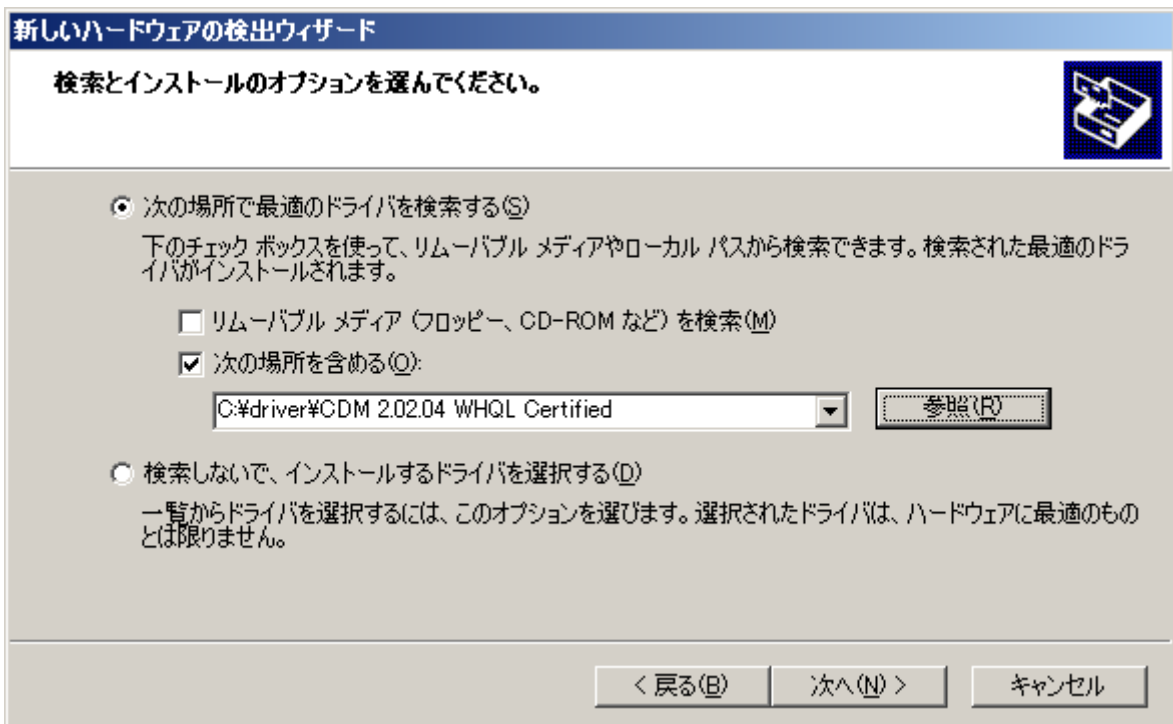 新しいハードウェアの検出ウィザード
検索とインストールのオプションを選んでください。
次の場所で最適のドライバを検索する(S)
下のチェック ボックスを使って、リムーバブル メディアやローカル パスから検索できます。検索された最適のドラ
イバがインストールされます。
リムーバブル メディア (フロッピー、CD-ROM など) を検索(M)
次の場所を含める(O):
C:¥driver¥CDM 2.02.04 WHQL Certified
参照(R)
検索しないで、インストールするドライバを選択する(D)
一覧からドライバを選択するには、このオプションを選びます。選択されたドライバは、ハードウェアに最適のもの
とは限りません。
< 戻る(B) 次へ(N) > キャンセル